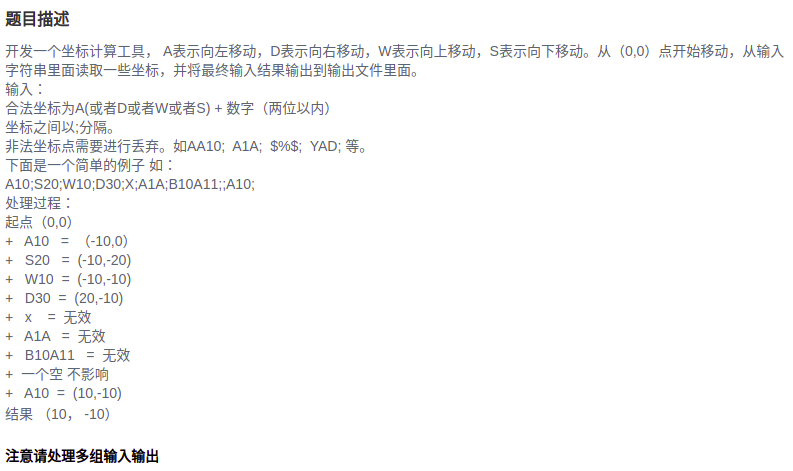 题目描述
开发一个坐标计算工具， A表示向左移动，D表示向右移动，W表示向上移动，S表示向下移动。从（0,0）点开始移动，从输入
字符串里面读取一些坐标，并将最终输入结果输出到输出文件里面。
输入：
合法坐标为A(或者D或者W或者S) + 数字（两位以内）
坐标之间以;分隔。
非法坐标点需要进行丢弃。如AA10;  A1A;  $%$;  YAD; 等。
下面是一个简单的例子 如：
A10;S20;W10;D30;X;A1A;B10A11;;A10;
处理过程：
起点（0,0）
+   A10   =  （-10,0）
+   S20   =  (-10,-20)
+   W10  =  (-10,-10)
+   D30  =  (20,-10)
+   x    =  无效
+   A1A   =  无效
+   B10A11   =  无效
+  一个空 不影响
+   A10  =  (10,-10)
结果 （10， -10）
注意请处理多组输入输出